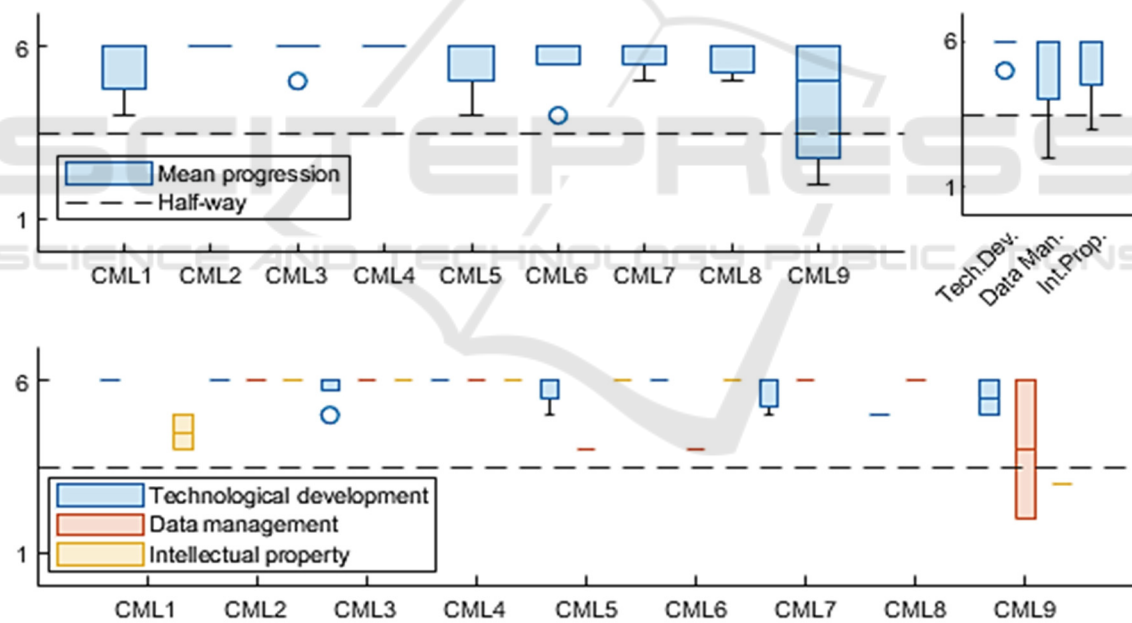 6
1
Mean progression
Half-way
CML1 CML2 CML3 CML4 CML5 CML6 CML7 CML8 CML9
6
1
Tech.Dev.
Data Man.
Int.Prop.
SCITEPRESS
SCIENCE AND TECHNOLOGY PUBLICATIONS
6
1
Technological development
Data management
Intellectual property
CML1 CML2 CML3 CML4 CML5 CML6 CML7 CML8 CML9